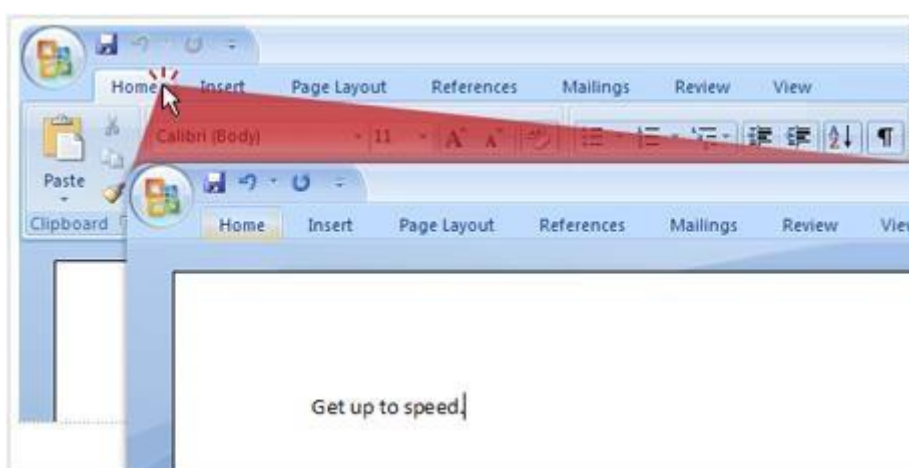 Home Insert Page Layout References Mailings Review View
Calibri (Body) 11 A A
Paste
Clipboard
Home Insert Page Layout References Mailings Review View
Get up to speed.